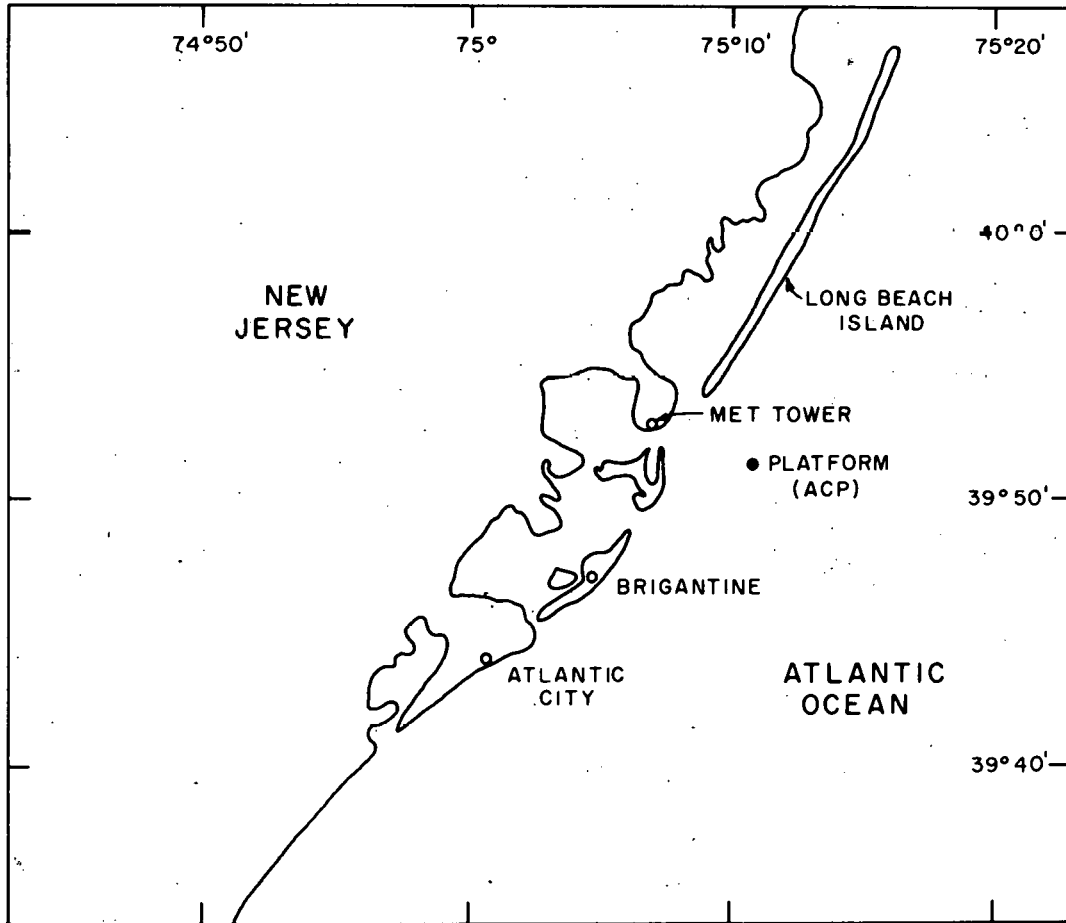 74°50'
75°
75°10'
75°20'
40°0'
NEW
JERSEY
LONG BEACH
ISLAND
MET TOWER
PLATFORM
(ACP)
39°50'
BRIGANTINE
ATLANTIC
CITY
ATLANTIC
OCEAN
39°40'